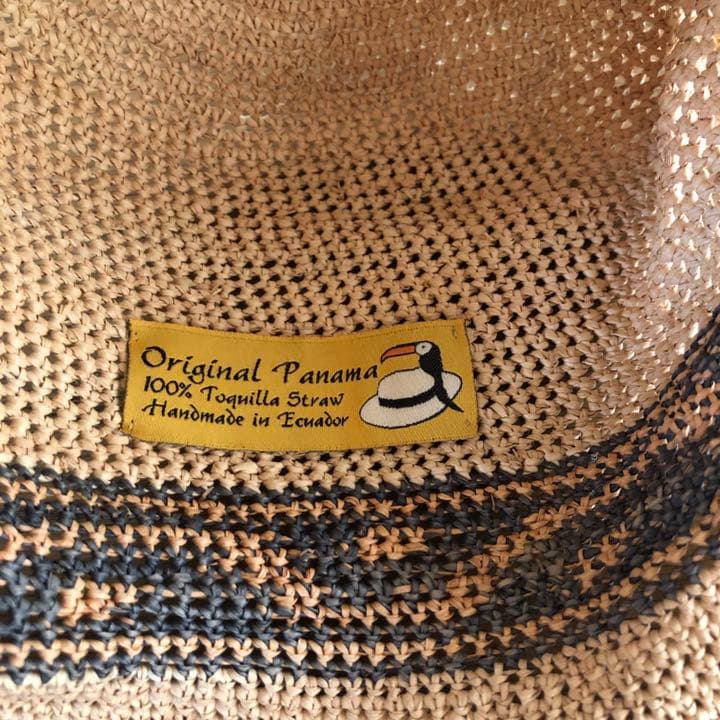 Original Panama
100% Toquilla Straw
Handmade in Ecuador